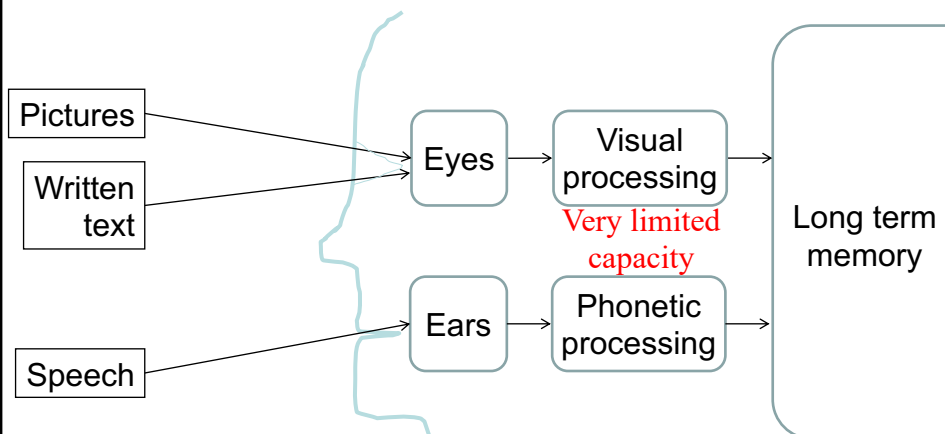 Pictures
Written
text
Speech
Eyes
Ears
Visual
processing
Very limited
capacity
Phonetic
processing
Long term
memory